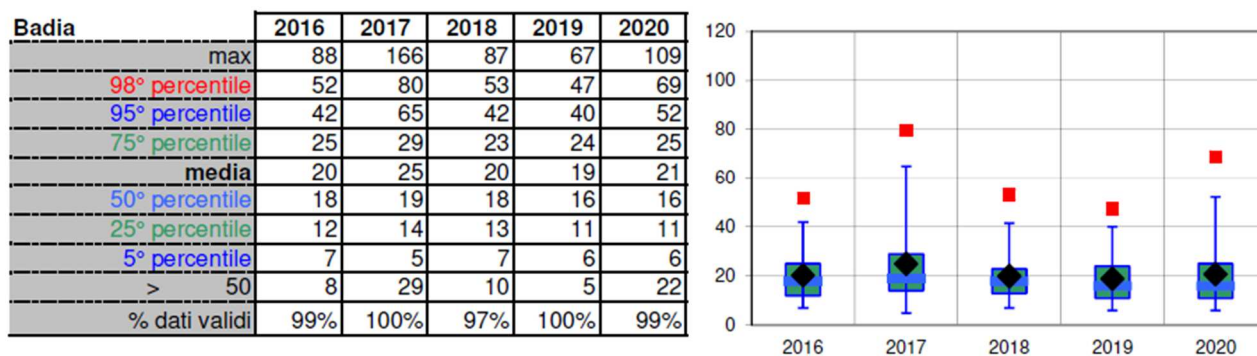 Badia 2016 2017 2018 2019 2020
max 88 166 87 67 109
98° percentile 52 80 53 47 69
95° percentile 42 65 42 40 52
75° percentile 25 29 23 24 25
media 20 25 20 19 21
50° percentile 18 19 18 16 16
25° percentile 12 14 13 11 11
5° percentile 7 5 7 6 6
> 50 8 29 10 5 22
% dati validi 99% 100% 97% 100% 99%
120
100
80
60
40
20
0
2016 2017 2018 2019 2020